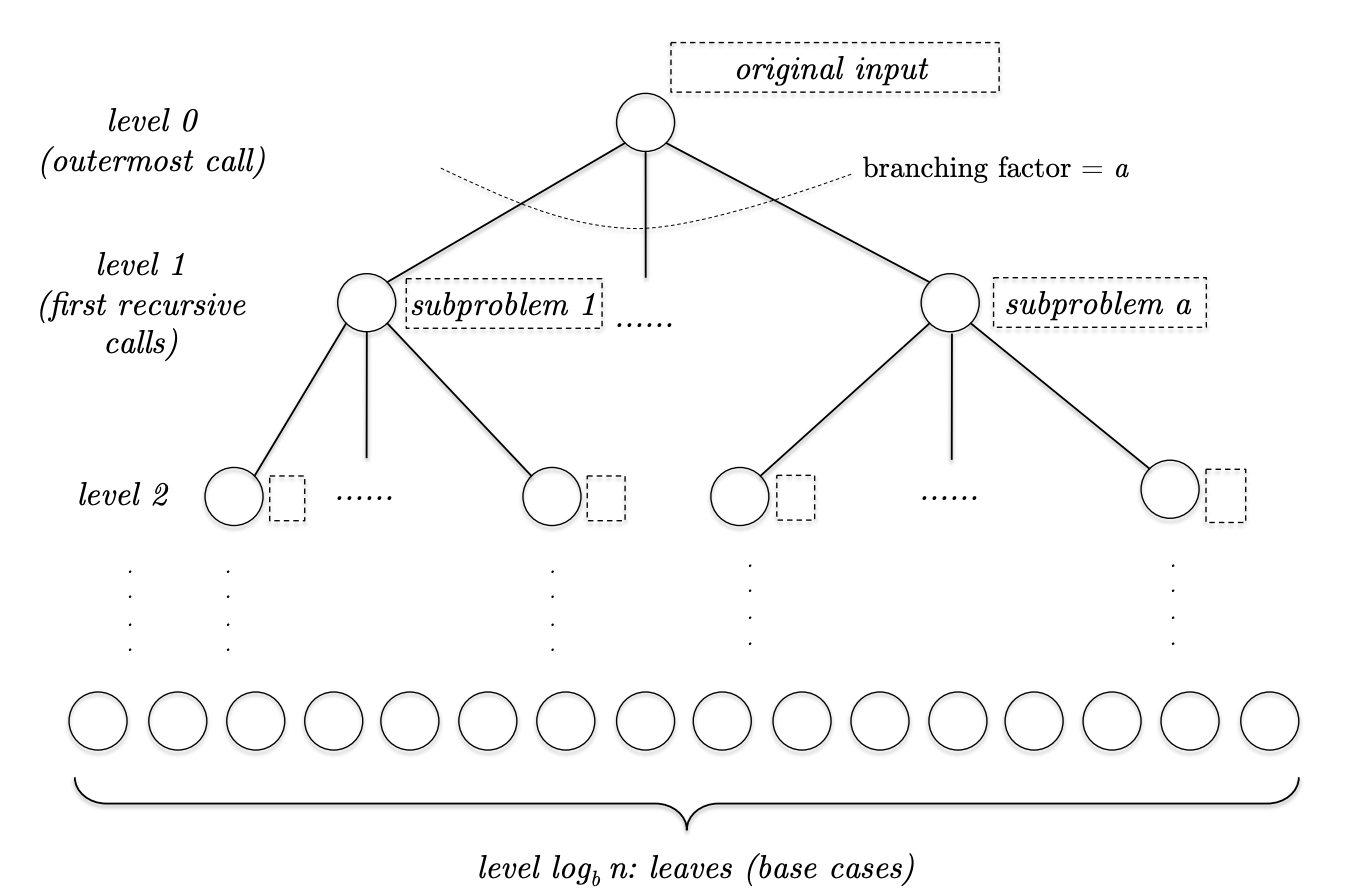 original input
level 0
(outermost call)
branching factor = a
level 1
(first recursive
calls)
subproblem 1
......
subproblem a
level 2
......
......
level log_b n: leaves (base cases)